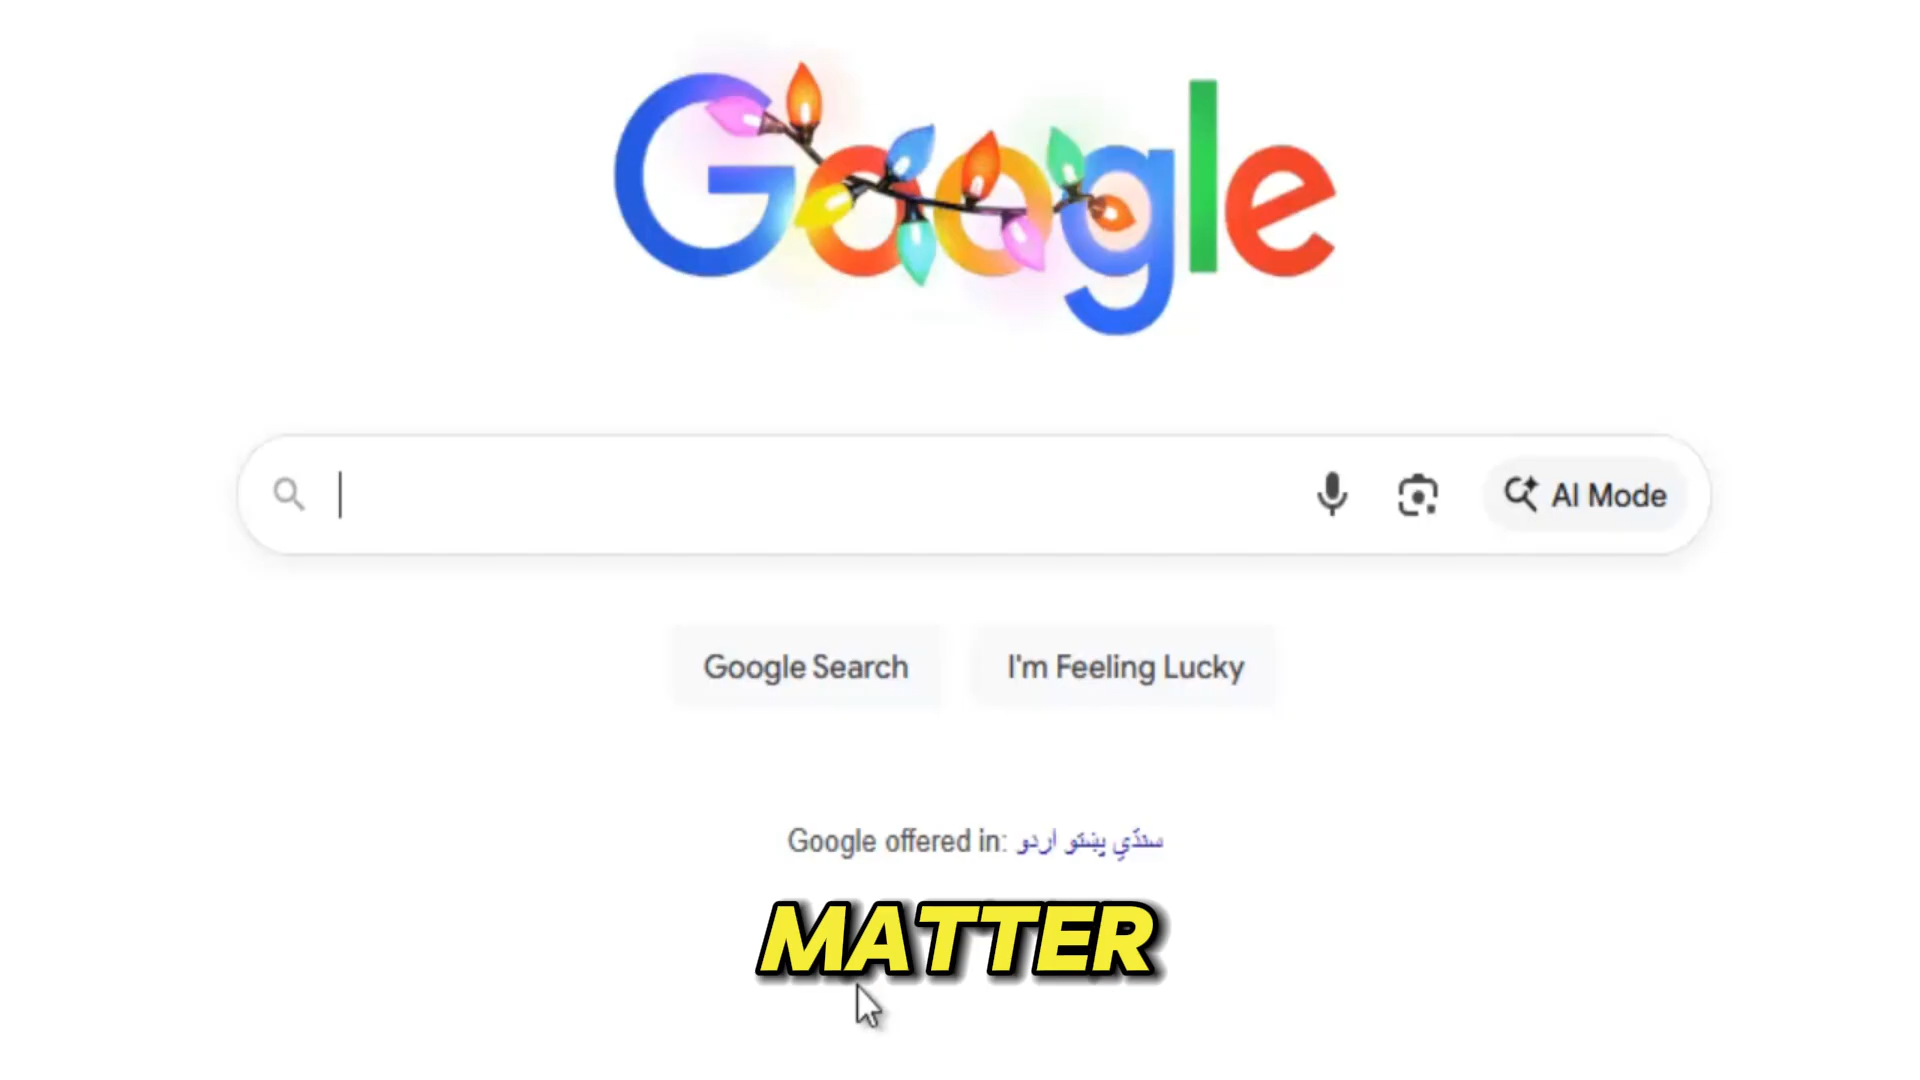 Google
AI Mode
Google Search I'm Feeling Lucky
Google offered in: اردو پښتو سنڌي
MATTER